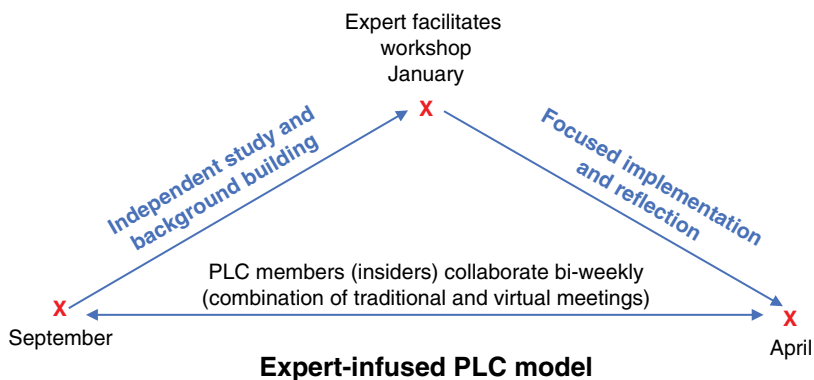 Expert facilitates
workshop
January
X
Independent study and
background building
Focused implementation
and reflection
PLC members (insiders) collaborate bi-weekly
(combination of traditional and virtual meetings)
X
September
X
April
Expert-infused PLC model